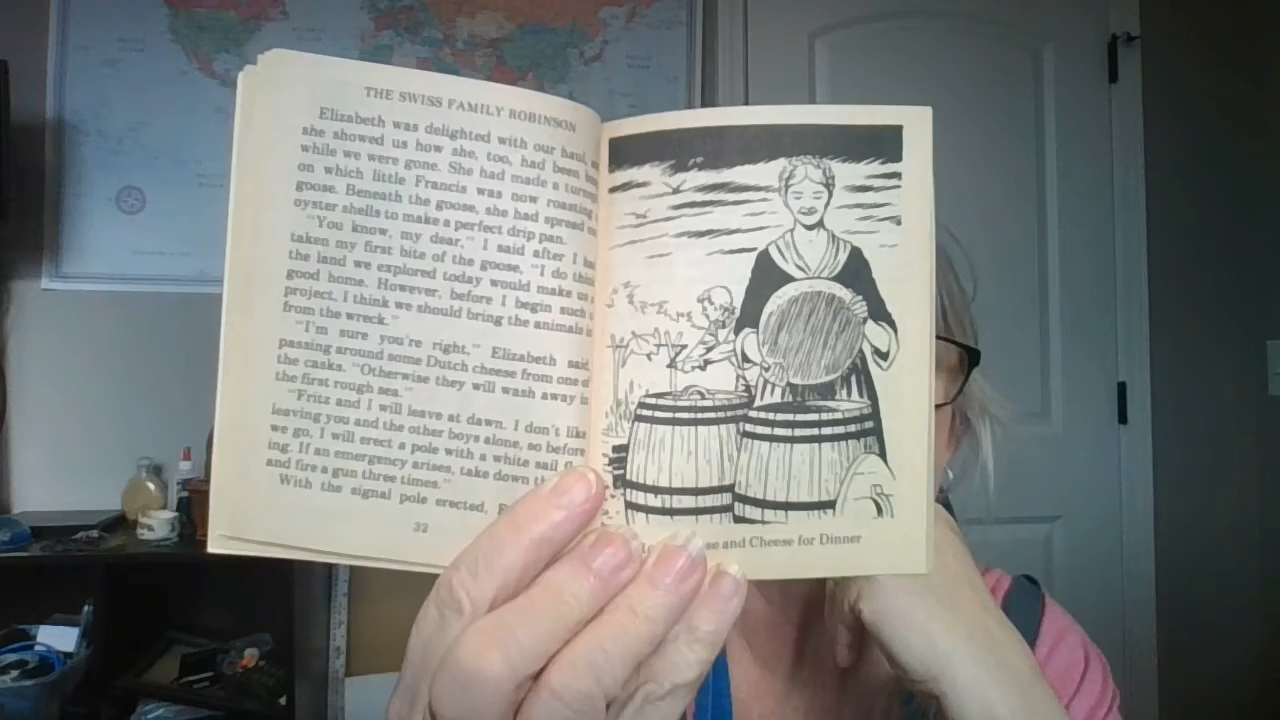 THE SWISS FAMILY ROBINSON
Elizabeth was delighted with our haul,
she showed us how she, too, had been
while we were gone. She had made a
on which little Francis was now roasting
goose. Beneath the goose, she had spread
oyster shells to make a perfect drip pan.
"You know, my dear," I said after I
taken my first bite of the goose, "I do
the land we explored today would make us
good home. However, before I begin such
project, I think we should bring the animals
from the wreck."
"I'm sure you're right," Elizabeth said,
passing around some Dutch cheese from one of
the casks. "Otherwise they will wash away in
the first rough sea."
"Fritz and I will leave at dawn. I don't like
leaving you and the other boys alone, so before
we go, I will erect a pole with a white sail
ing. If an emergency arises, take down
and fire a gun three times."
With the signal pole erected,
32
and Cheese for Dinner